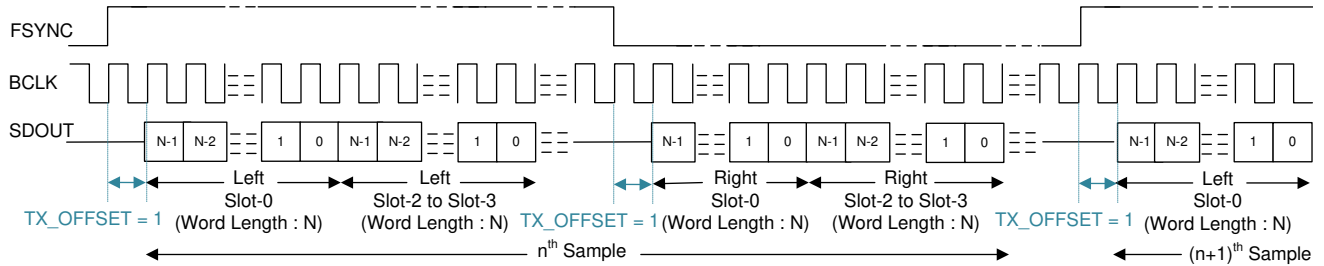 FSYNC
BCLK
SDOUT
N-1 N-2 1 0 N-1 N-2 1 0 N-1 1 0 N-1 N-2 1 0 N-1 N-2 1 0
Left Left Right Right Left
Slot-0 Slot-2 to Slot-3 Slot-0 Slot-2 to Slot-3 Slot-0
TX_OFFSET = 1 (Word Length : N) (Word Length : N) TX_OFFSET = 1 (Word Length : N) (Word Length : N) TX_OFFSET = 1 (Word Length : N)
nth Sample (n+1)th Sample